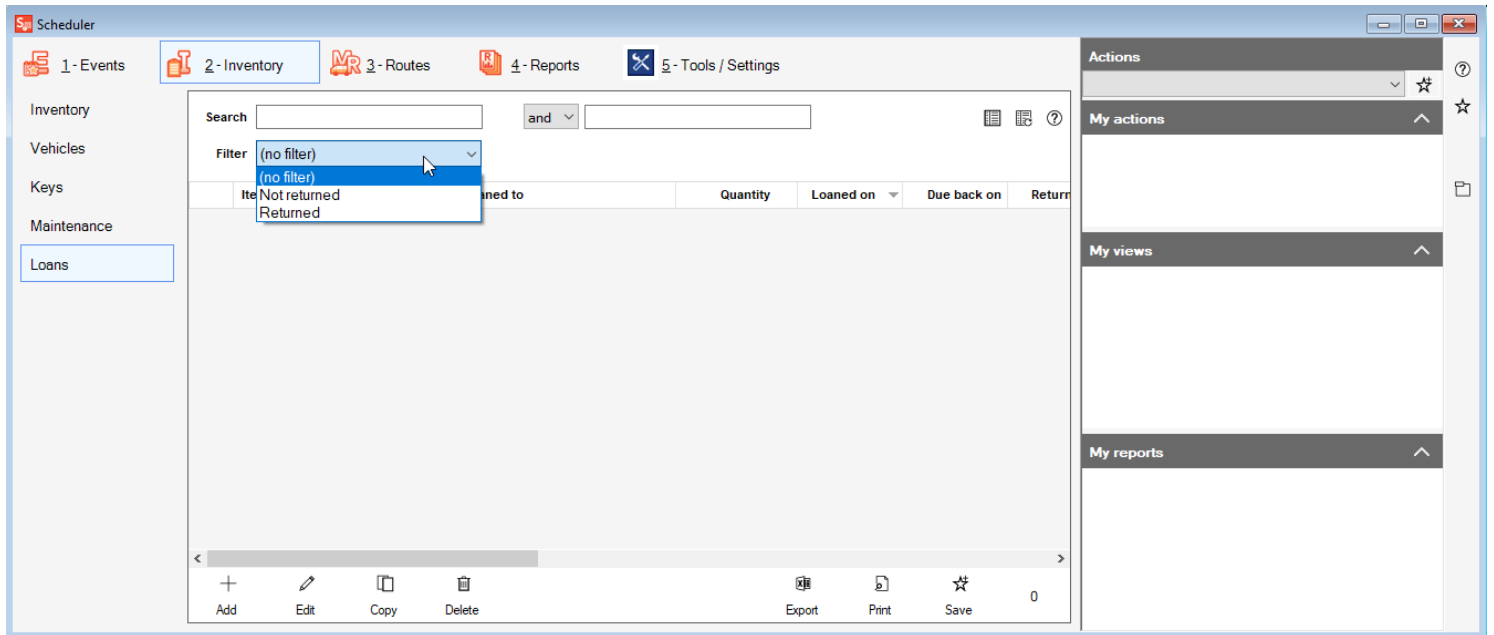 Scheduler
1 - Events
2 - Inventory
3 - Routes
4 - Reports
5 - Tools / Settings
Inventory
Vehicles
Keys
Maintenance
Loans
Search
and
Filter (no filter)
(no filter)
Not returned
Returned
Quantity Loaned on Due back on
Add Edit Copy Delete Export Print Save 0
Actions
My actions
My views
My reports